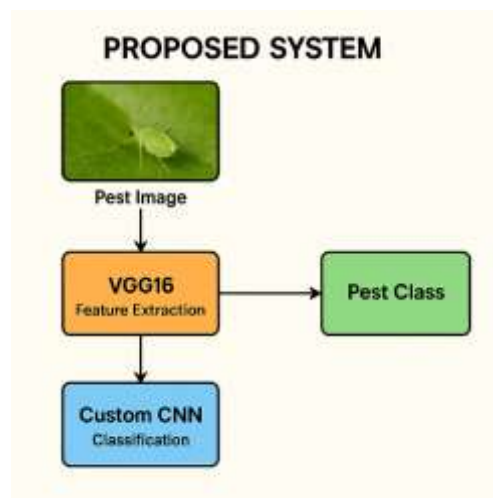 PROPOSED SYSTEM
Pest Image
VGG16
Feature Extraction
Pest Class
Custom CNN
Classification